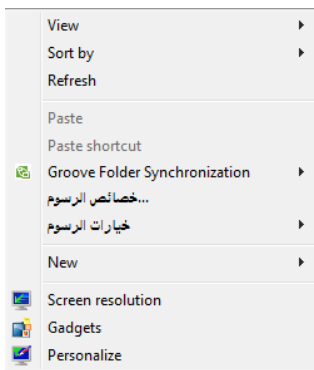 View
Sort by
Refresh
Paste
Paste shortcut
Groove Folder Synchronization
خصائص الرسوم...
خيارات الرسوم
New
Screen resolution
Gadgets
Personalize